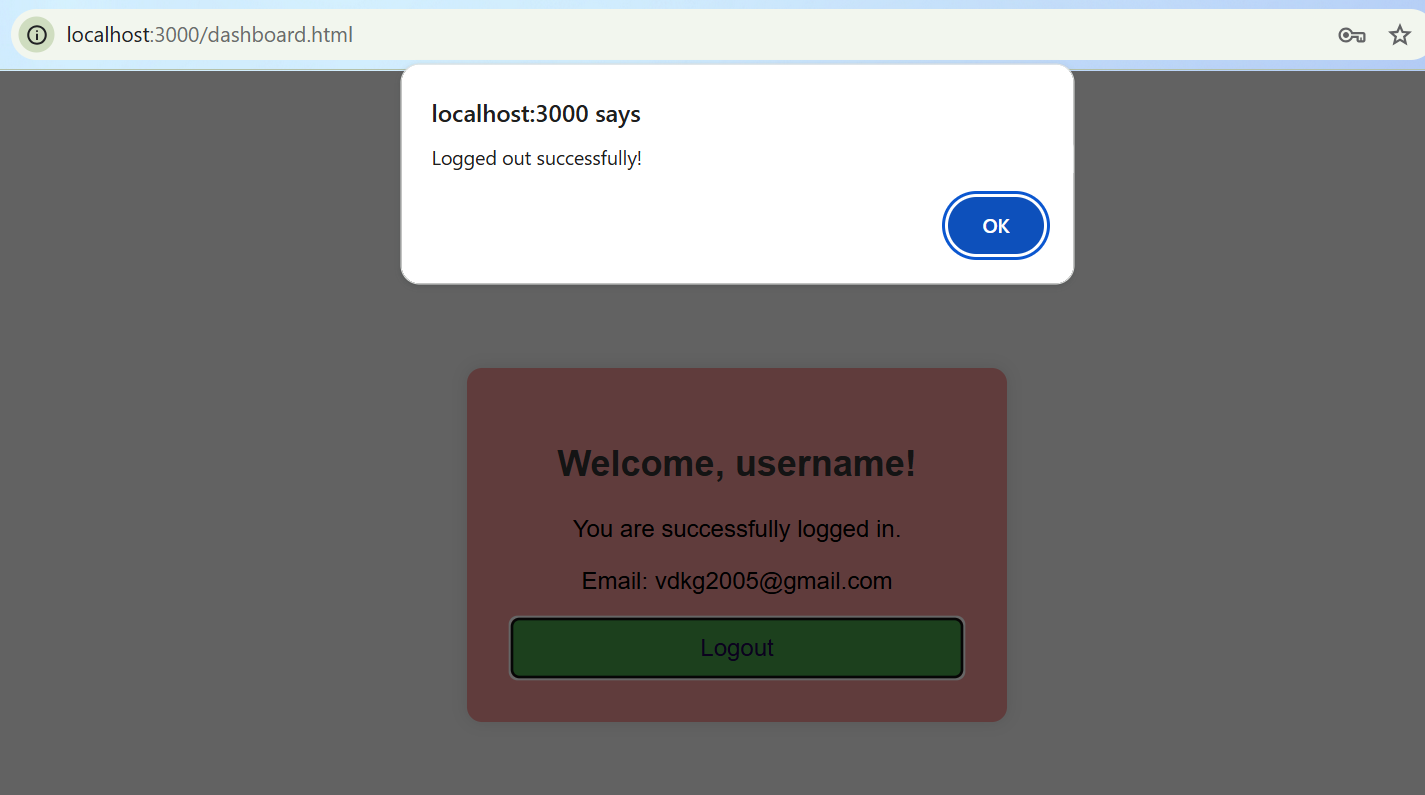 localhost:3000/dashboard.html
localhost:3000 says
Logged out successfully!
OK
Welcome, username!
You are successfully logged in.
Email: vdkg2005@gmail.com
Logout